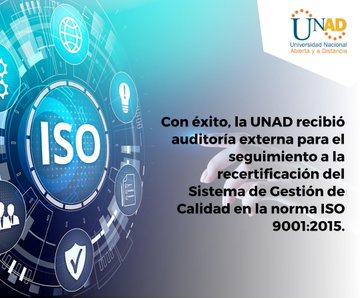 UNAD
Universidad Nacional
Abierta y a Distancia
ISO
Con éxito, la UNAD recibió
auditoría externa para el
seguimiento a la
recertificación del
Sistema de Gestión de
Calidad en la norma ISO
9001:2015.